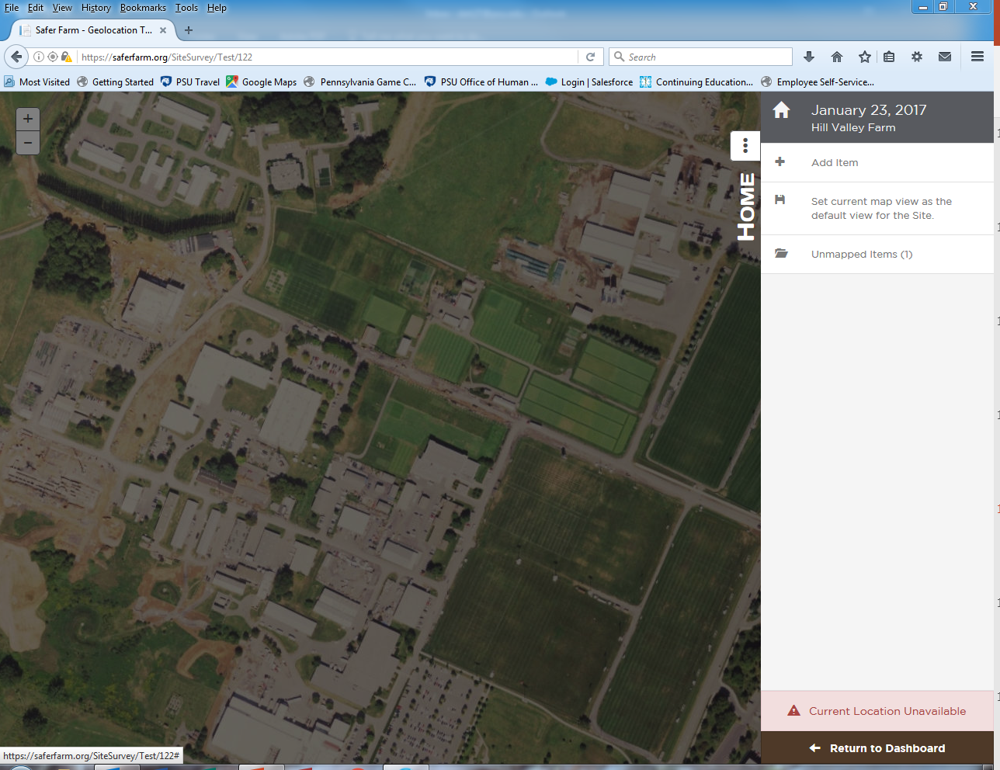 File Edit View History Bookmarks Tools Help
Safer Farm - Geolocation T... × +
https://saferfarm.org/SiteSurvey/Test/122
Search
Most Visited Getting Started PSU Travel Google Maps Pennsylvania Game C... PSU Office of Human ... Login | Salesforce Continuing Education... Employee Self-Service...
+
−
HOME
January 23, 2017
Hill Valley Farm
Add Item
Set current map view as the
default view for the Site.
Unmapped Items (1)
Current Location Unavailable
Return to Dashboard
https://saferfarm.org/SiteSurvey/Test/122#